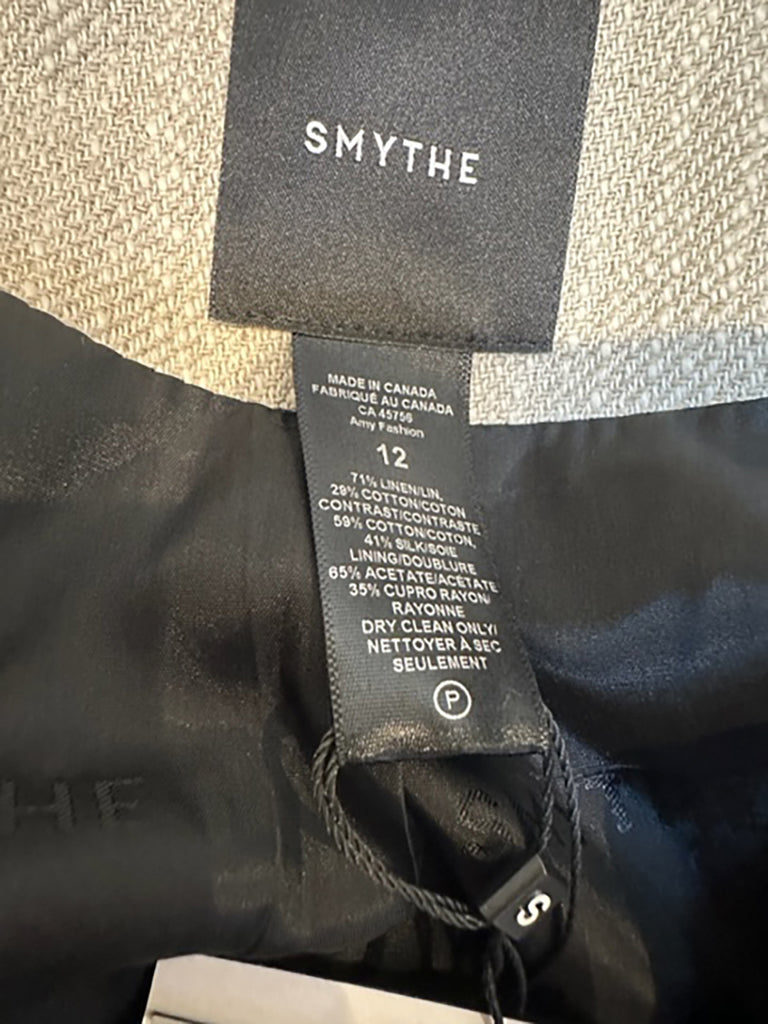 SMYTHE
MADE IN CANADA
FABRIQUÉ AU CANADA
CA 45756
Amy Fashion
12
71% LINEN/LIN,
29% COTTON/COTON
CONTRAST/CONTRASTE
59% COTTON/COTON,
41% SILK/SOIE
LINING/DOUBLURE
65% ACETATE/ACÉTATE
35% CUPRO RAYON/
RAYONNE
DRY CLEAN ONLY/
NETTOYER À SEC
SEULEMENT
P
HE
S